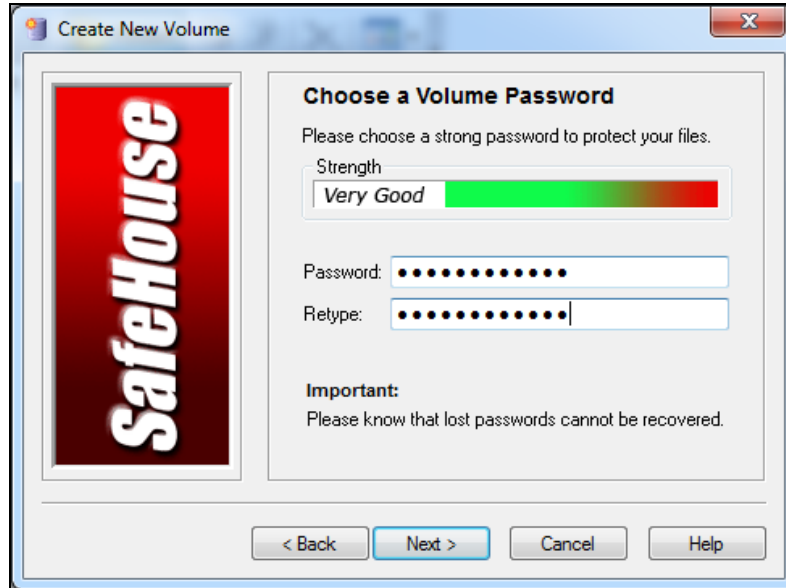 Create New Volume
SafeHouse
Choose a Volume Password
Please choose a strong password to protect your files.
Strength
Very Good
Password: ●●●●●●●●●●●●
Retype: ●●●●●●●●●●●●
Important:
Please know that lost passwords cannot be recovered.
< Back Next > Cancel Help